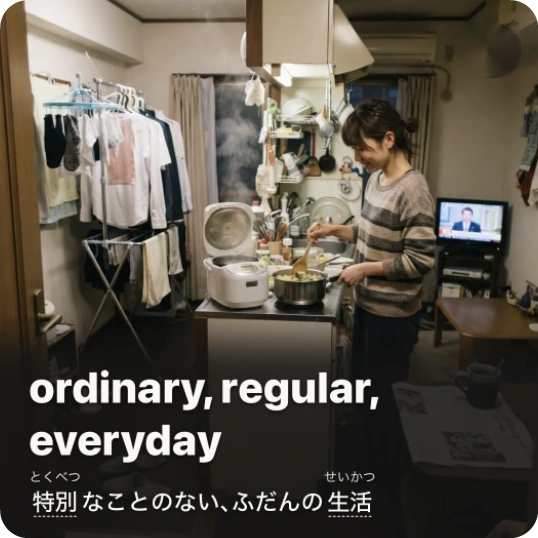 ordinary, regular,
everyday
とくべつ せいかつ
特別なことのない、ふだんの生活